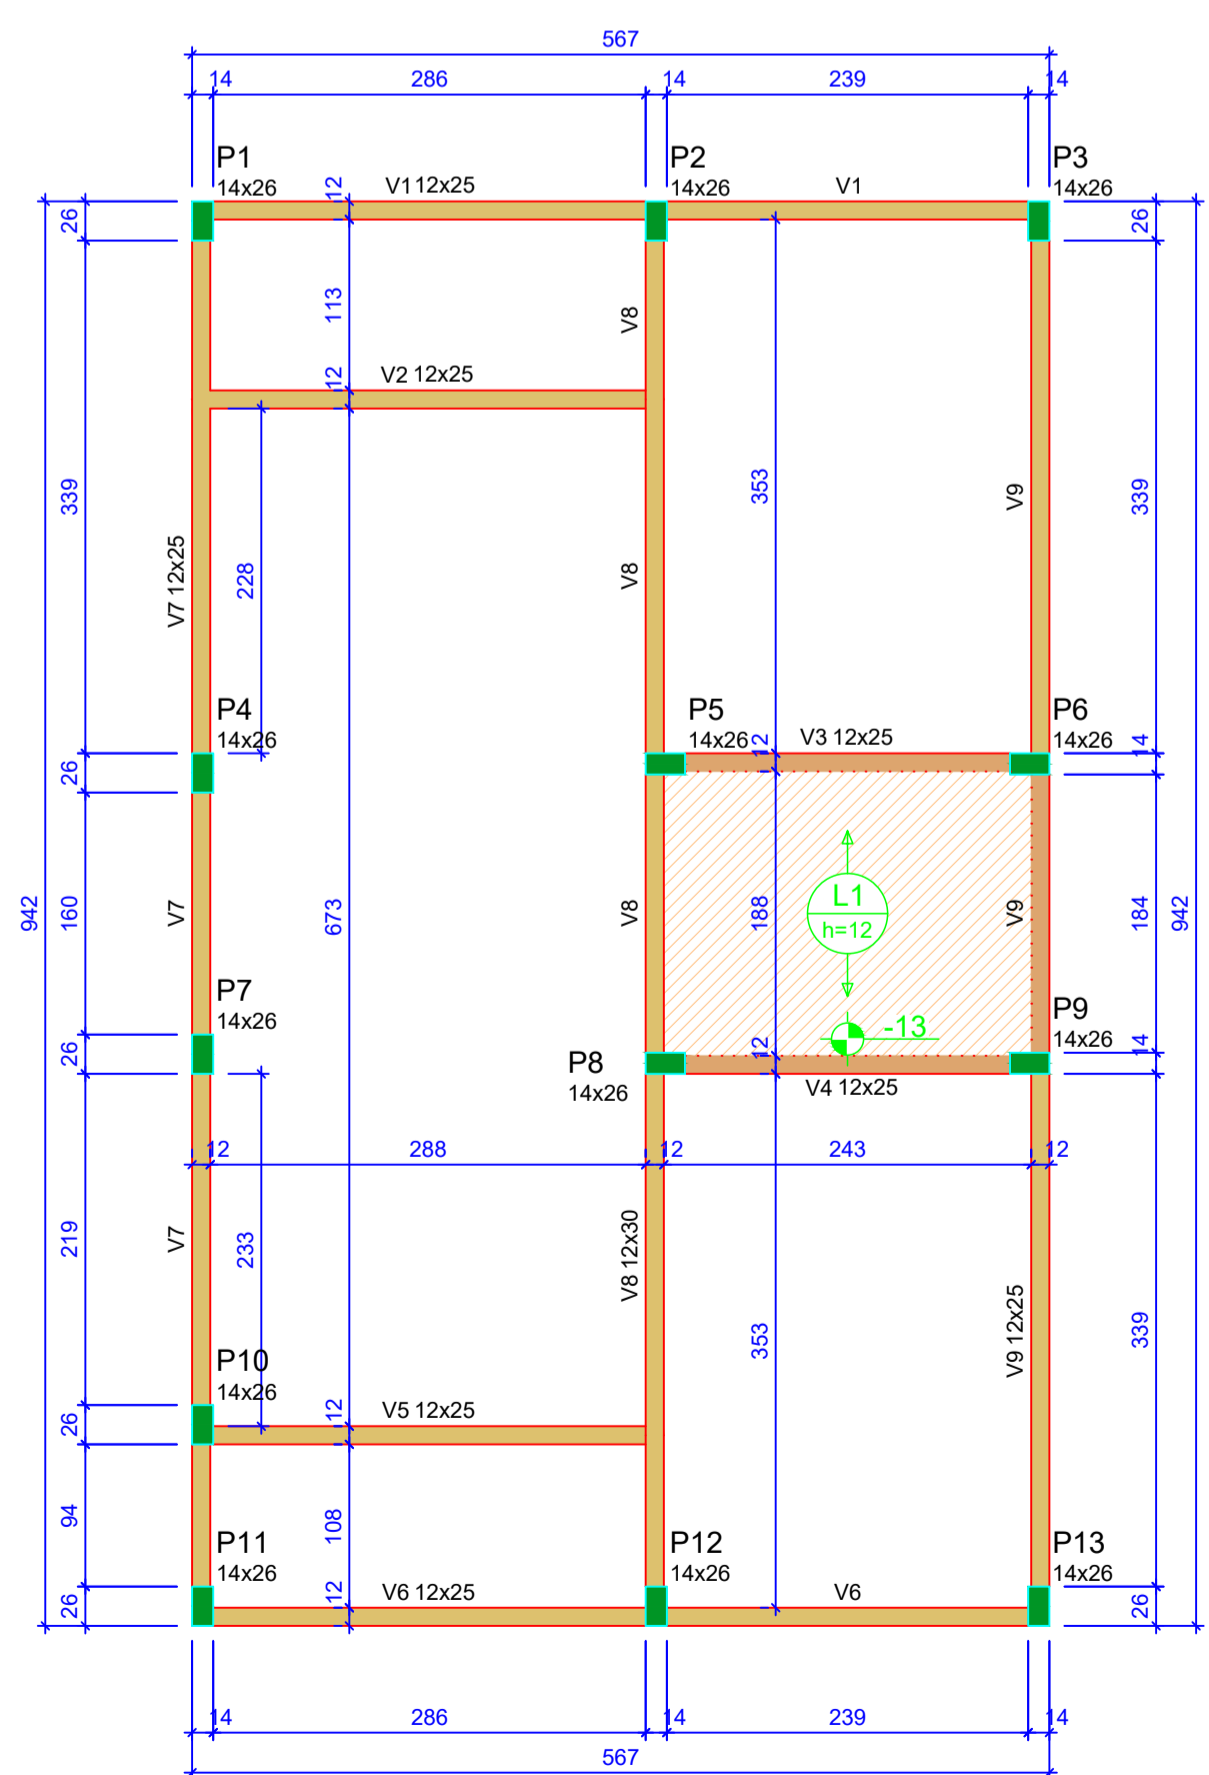 567
14 286 14 239 14
P1 P2 P3
14x26 12 V1 12x25 14x26 V1 14x26
26 26
113 V8
12 V2 12x25
339 V7 12x25 228 V8 353 V9 339
P4 P5 P6
14x26 14x26 12 V3 12x25 14x26 14
26
942 160 V7 673 V8 188 L1 V9 184 942
h=12
P7 -13 P9
14x26 14x26
26 12 14
P8
14x26 V4 12x25
12 288 12 243 12
219 V7 233 V8 12x30 353 V9 12x25 339
P10
14x26
26 12 V5 12x25
94 108
P11 P12 P13
14x26 14x26 14x26
26 12 V6 12x25 V6 26
14 286 14 239 14
567